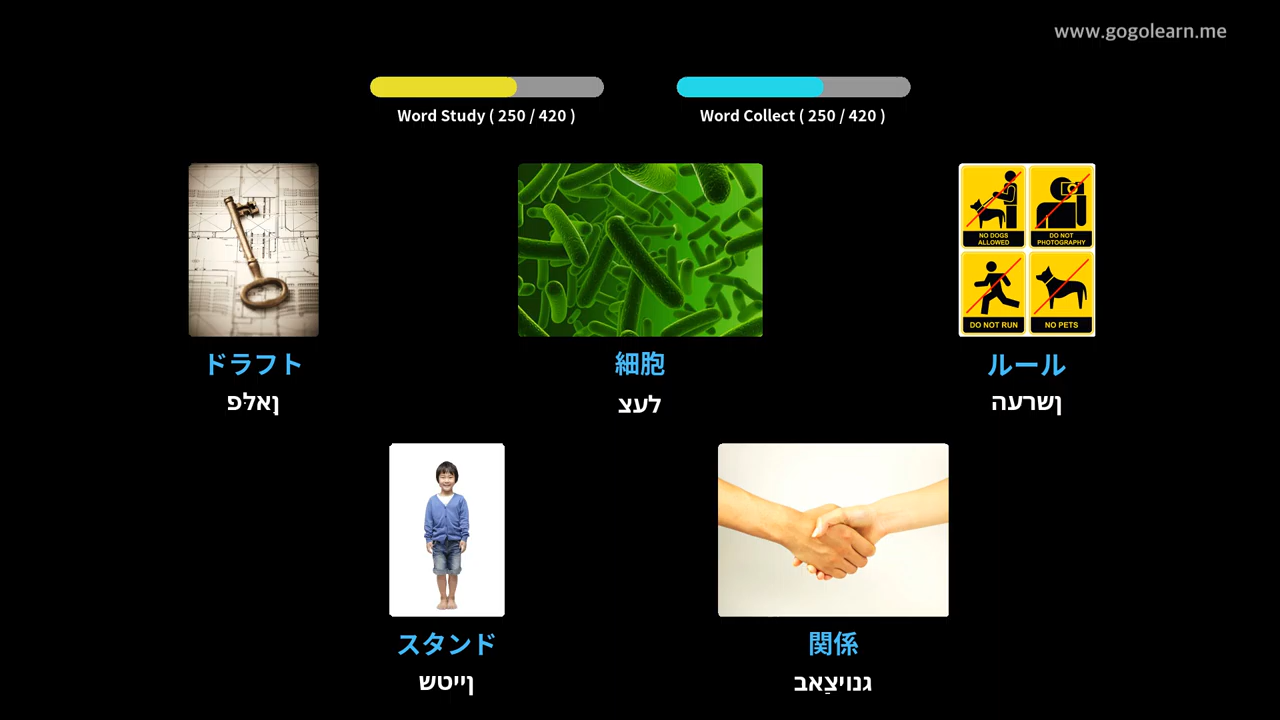 www.gogolearn.me
Word Study ( 250 / 420 )
Word Collect ( 250 / 420 )
NO DOGS ALLOWED
DO NOT PHOTOGRAPHY
DO NOT RUN
NO PETS
ドラフト
ןָאלּפ
細胞
לעצ
ルール
ןשרעה
スタンド
ןייטש
関係
גנויצַאב